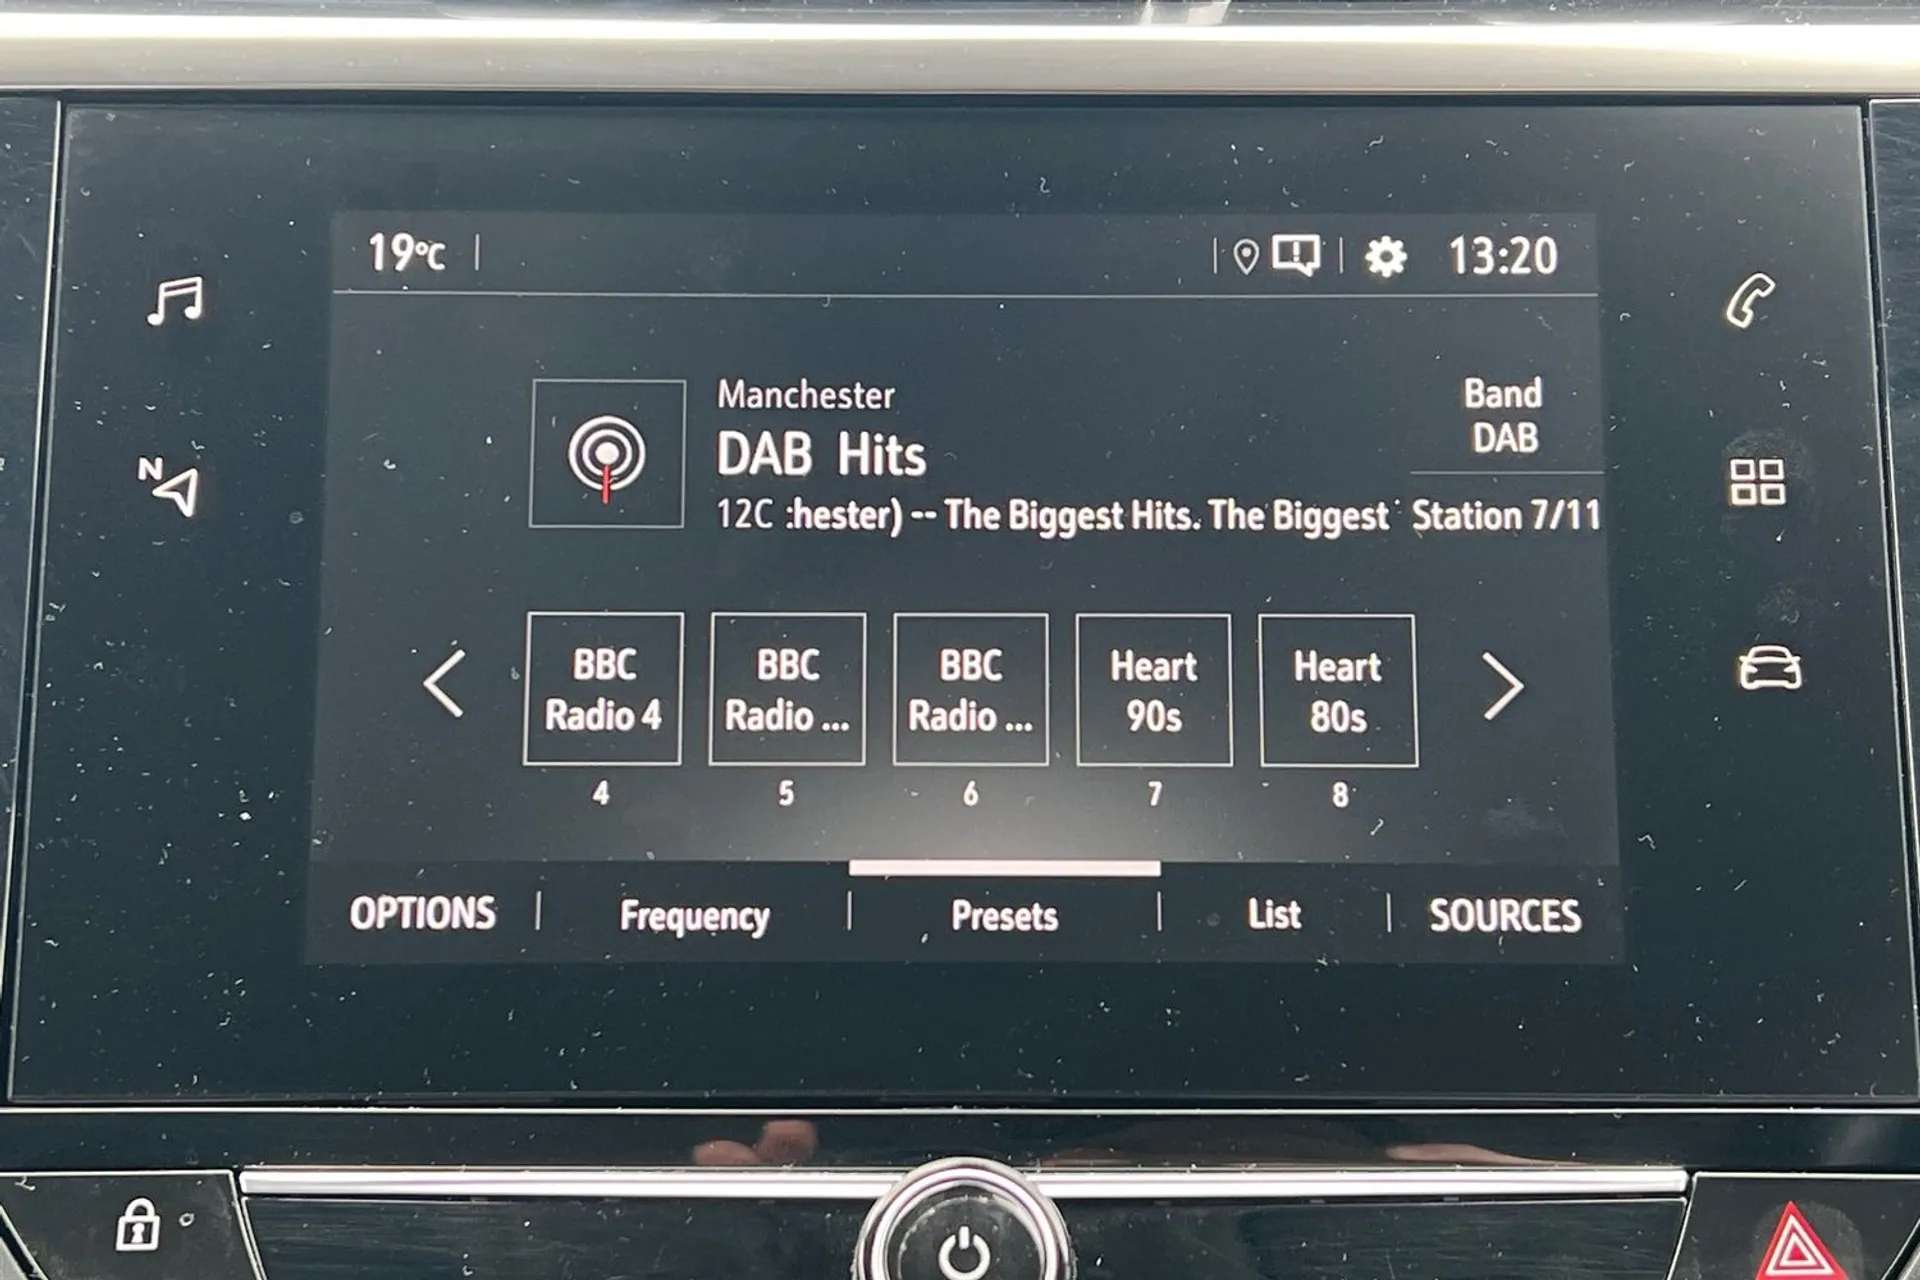 19°C
13:20
Manchester
DAB Hits
Band
DAB
12C :hester) -- The Biggest Hits. The Biggest
Station 7/11
N
BBC
Radio 4
BBC
Radio ...
BBC
Radio ...
Heart
90s
Heart
80s
4
5
6
7
8
OPTIONS
Frequency
Presets
List
SOURCES